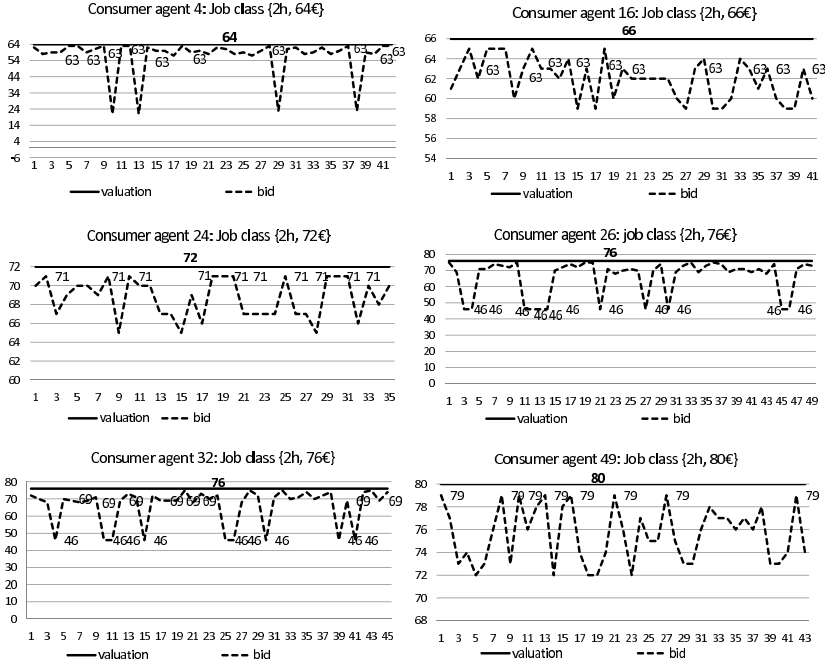 Consumer agent 4: Job class {2h, 64€}
64
64
54
44
34
24
14
4
-6
63 63 63 63 63 63 63 63 63
1 3 5 7 9 11 13 15 17 19 21 23 25 27 29 31 33 35 37 39 41
valuation bid
Consumer agent 16: Job class {2h, 66€}
66
66
64
62
60
58
56
54
63 63 63 63 63 63 63 63 63 63
1 3 5 7 9 11 13 15 17 19 21 23 25 27 29 31 33 35 37 39 41
valuation bid
Consumer agent 24: Job class {2h, 72€}
72
72
70
68
66
64
62
60
71 71 71 71 71 71 71 71 71 71
1 3 5 7 9 11 13 15 17 19 21 23 25 27 29 31 33 35
valuation bid
Consumer agent 26: job class {2h, 76€}
76
80
70
60
50
40
30
20
10
0
46 46 46 46 46 46 46 46 46 46 46
1 3 5 7 9 11 13 15 17 19 21 23 25 27 29 31 33 35 37 39 41 43 45 47 49
valuation bid
Consumer agent 32: Job class {2h, 76€}
76
80
70
60
50
40
30
20
10
0
69 69 69 69 69 69 69 69
46 46 46 46 46 46 46 46 46
1 3 5 7 9 11 13 15 17 19 21 23 25 27 29 31 33 35 37 39 41 43 45
valuation bid
Consumer agent 49: Job class {2h, 80€}
80
80
78
76
74
72
70
68
79 79 79 79 79 79 79
1 3 5 7 9 11 13 15 17 19 21 23 25 27 29 31 33 35 37 39 41 43
valuation bid